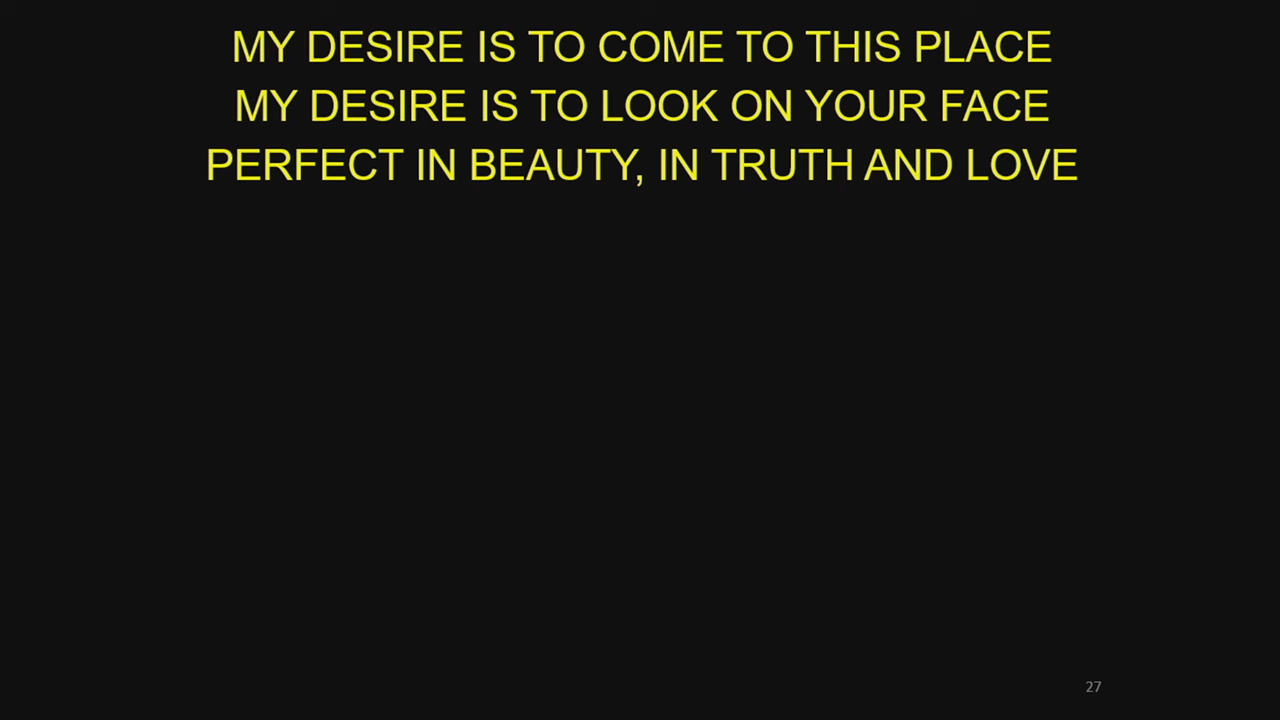 MY DESIRE IS TO COME TO THIS PLACE
MY DESIRE IS TO LOOK ON YOUR FACE
PERFECT IN BEAUTY, IN TRUTH AND LOVE
27